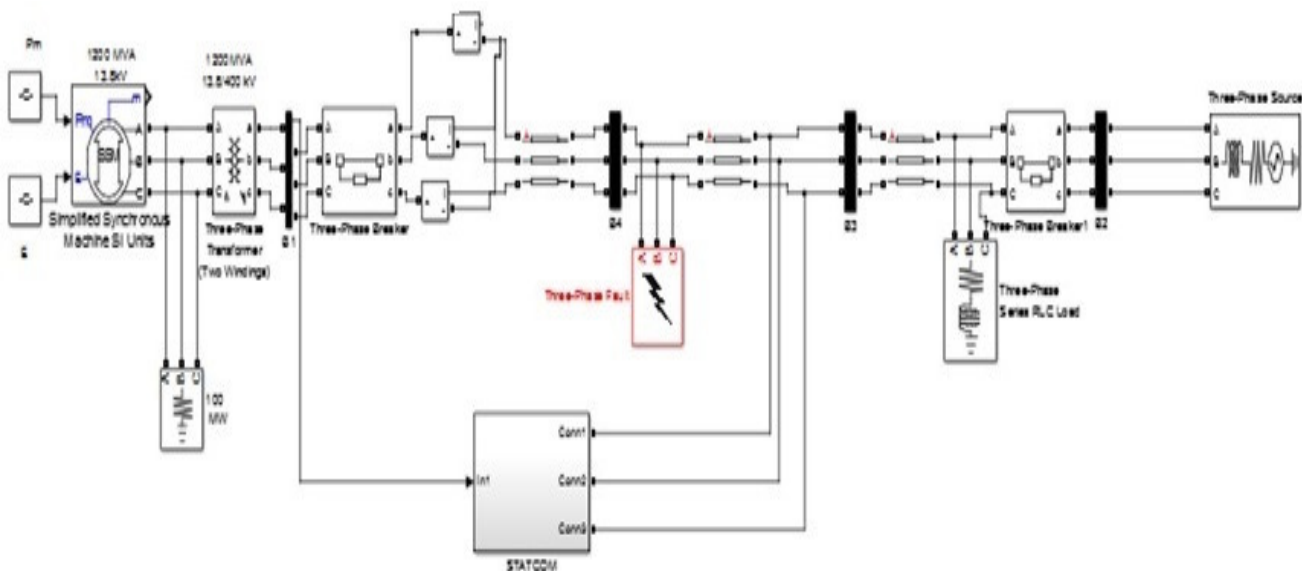 Pm
1200 MVA
13.8kV
1200MVA
13.8/400 kV
m
Pm
SSM
E
A
B
C
Simplified Synchronous
Machine SI Units
E
A
B
C
a
b
c
Three-Phase
Transformer
(Two Windings)
B1
A
B
C
a
b
c
Three-Phase Breaker
B4
B3
A
B
C
a
b
c
Three-Phase Breaker1
B2
Three-Phase Source
A
B
C
A
B
C
Three-Phase Fault
A
B
C
Three-Phase
Series RLC Load
A
B
C
100
MW
In1
Conn1
Conn2
Conn3
STATCOM